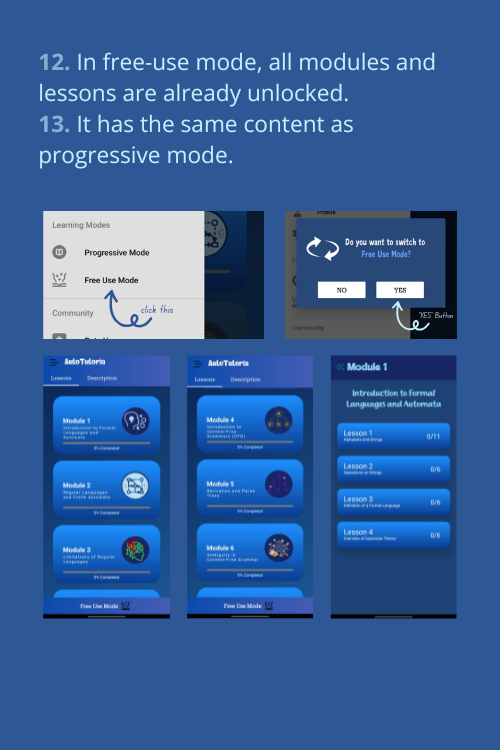 12. In free-use mode, all modules and
lessons are already unlocked.
13. It has the same content as
progressive mode.
Learning Modes
Progressive Mode
Free Use Mode
click this
Community
Profile
Do you want to switch to
Free Use Mode?
NO
YES
"YES" Button
Community
AutoTutoria
Lessons Description
Module 1
Introduction to Formal
Languages and
Automata
0% Completed
Module 2
Regular Languages
and Finite Automata
0% Completed
Module 3
Limitations of Regular
Languages
0% Completed
Free Use Mode
AutoTutoria
Lessons Description
Module 4
Introduction to
Context-Free
Grammars (CFG)
0% Completed
Module 5
Derivation and Parse
Trees
0% Completed
Module 6
Ambiguity in
Context-Free Grammar
0% Completed
Free Use Mode
Module 1
Introduction to Formal
Languages and Automata
Lesson 1
Alphabets and Strings
0/11
Lesson 2
Operations on Strings
0/6
Lesson 3
Definition of a Formal Language
0/6
Lesson 4
Overview of Automata Theory
0/6